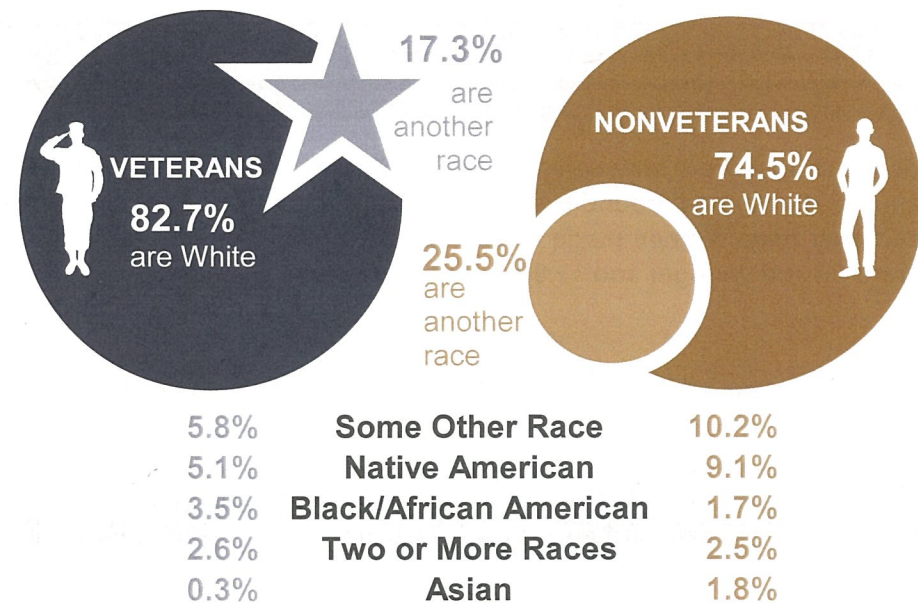 17.3%
are
another
race
VETERANS
82.7%
are White
NONVETERANS
74.5%
are White
25.5%
are
another
race
5.8% Some Other Race 10.2%
5.1% Native American 9.1%
3.5% Black/African American 1.7%
2.6% Two or More Races 2.5%
0.3% Asian 1.8%